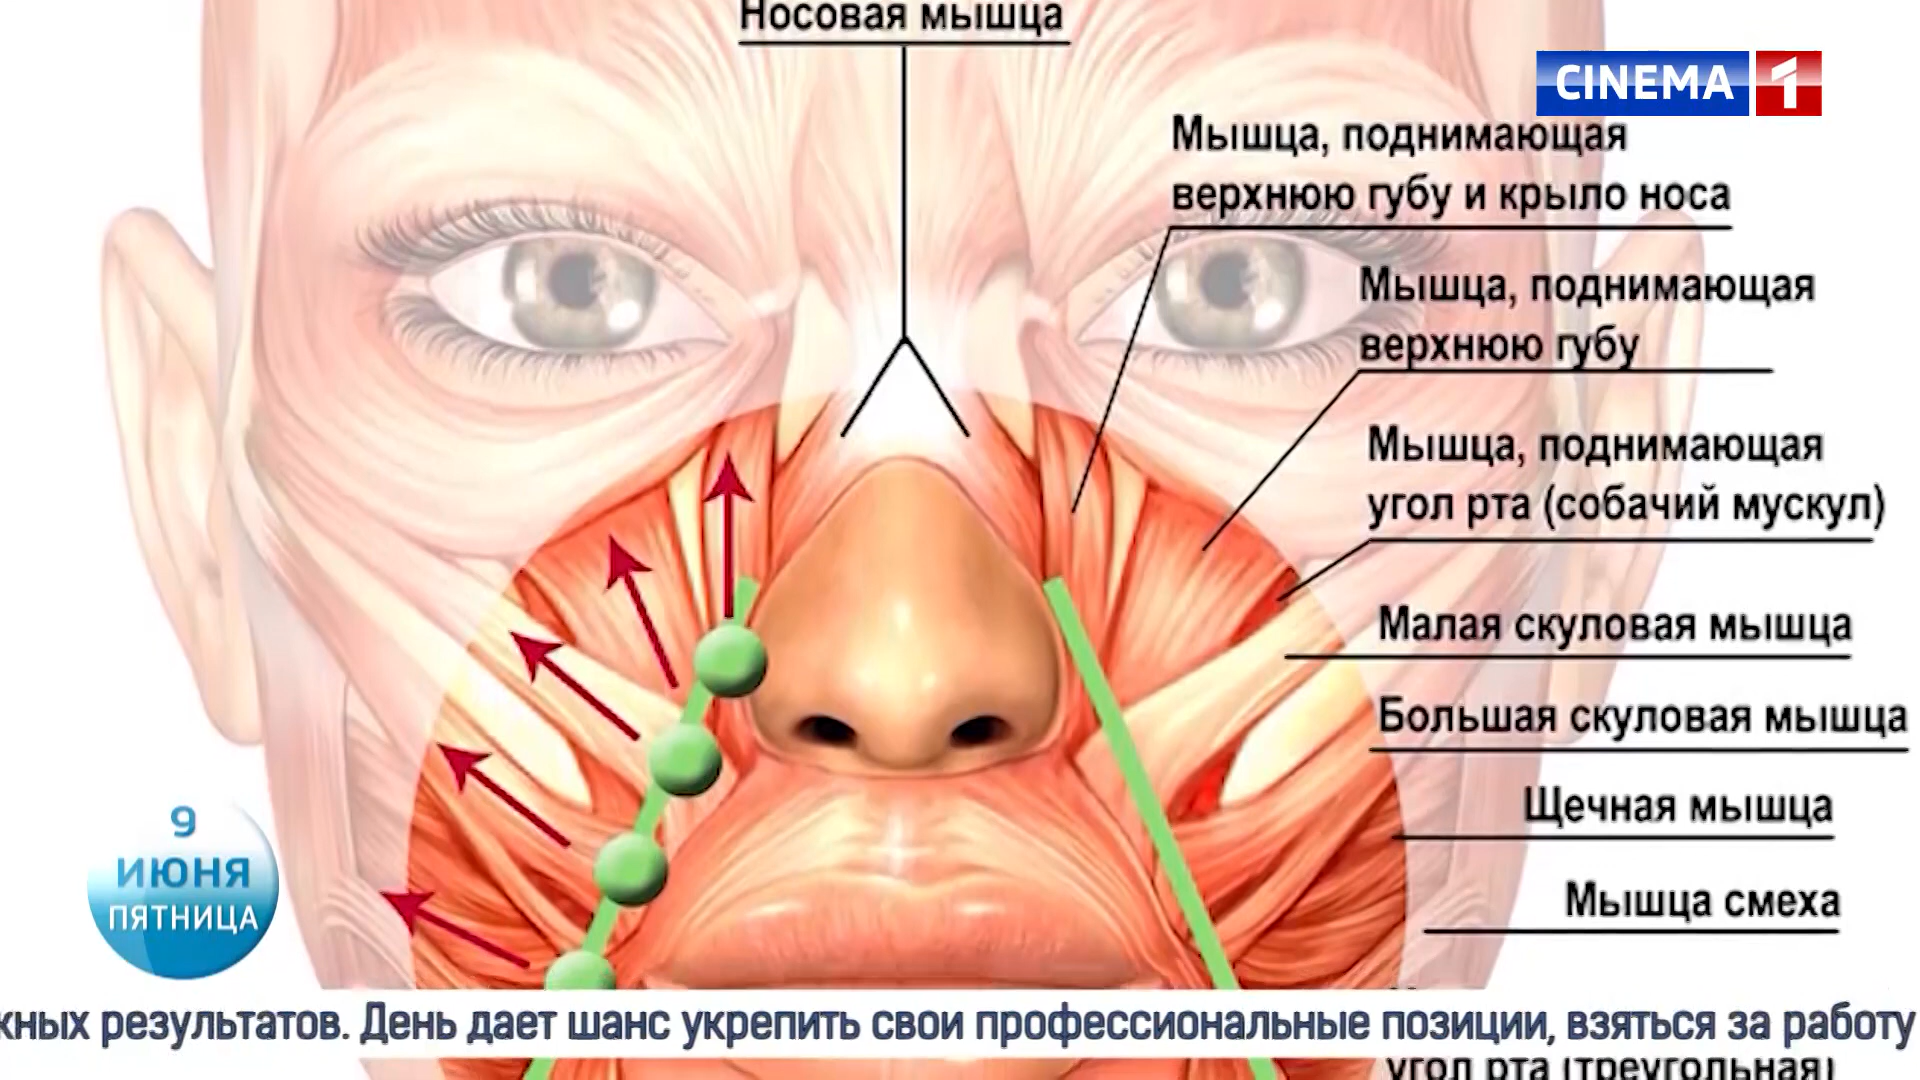 Носовая мышца
CINEMA 1
Мышца, поднимающая
верхнюю губу и крыло носа
Мышца, поднимающая
верхнюю губу
Мышца, поднимающая
угол рта (собачий мускул)
Малая скуловая мышца
Большая скуловая мышца
Щечная мышца
Мышца смеха
9
ИЮНЯ
ПЯТНИЦА
жных результатов. День дает шанс укрепить свои профессиональные позиции, взяться за работу
угол рта (треугольная)